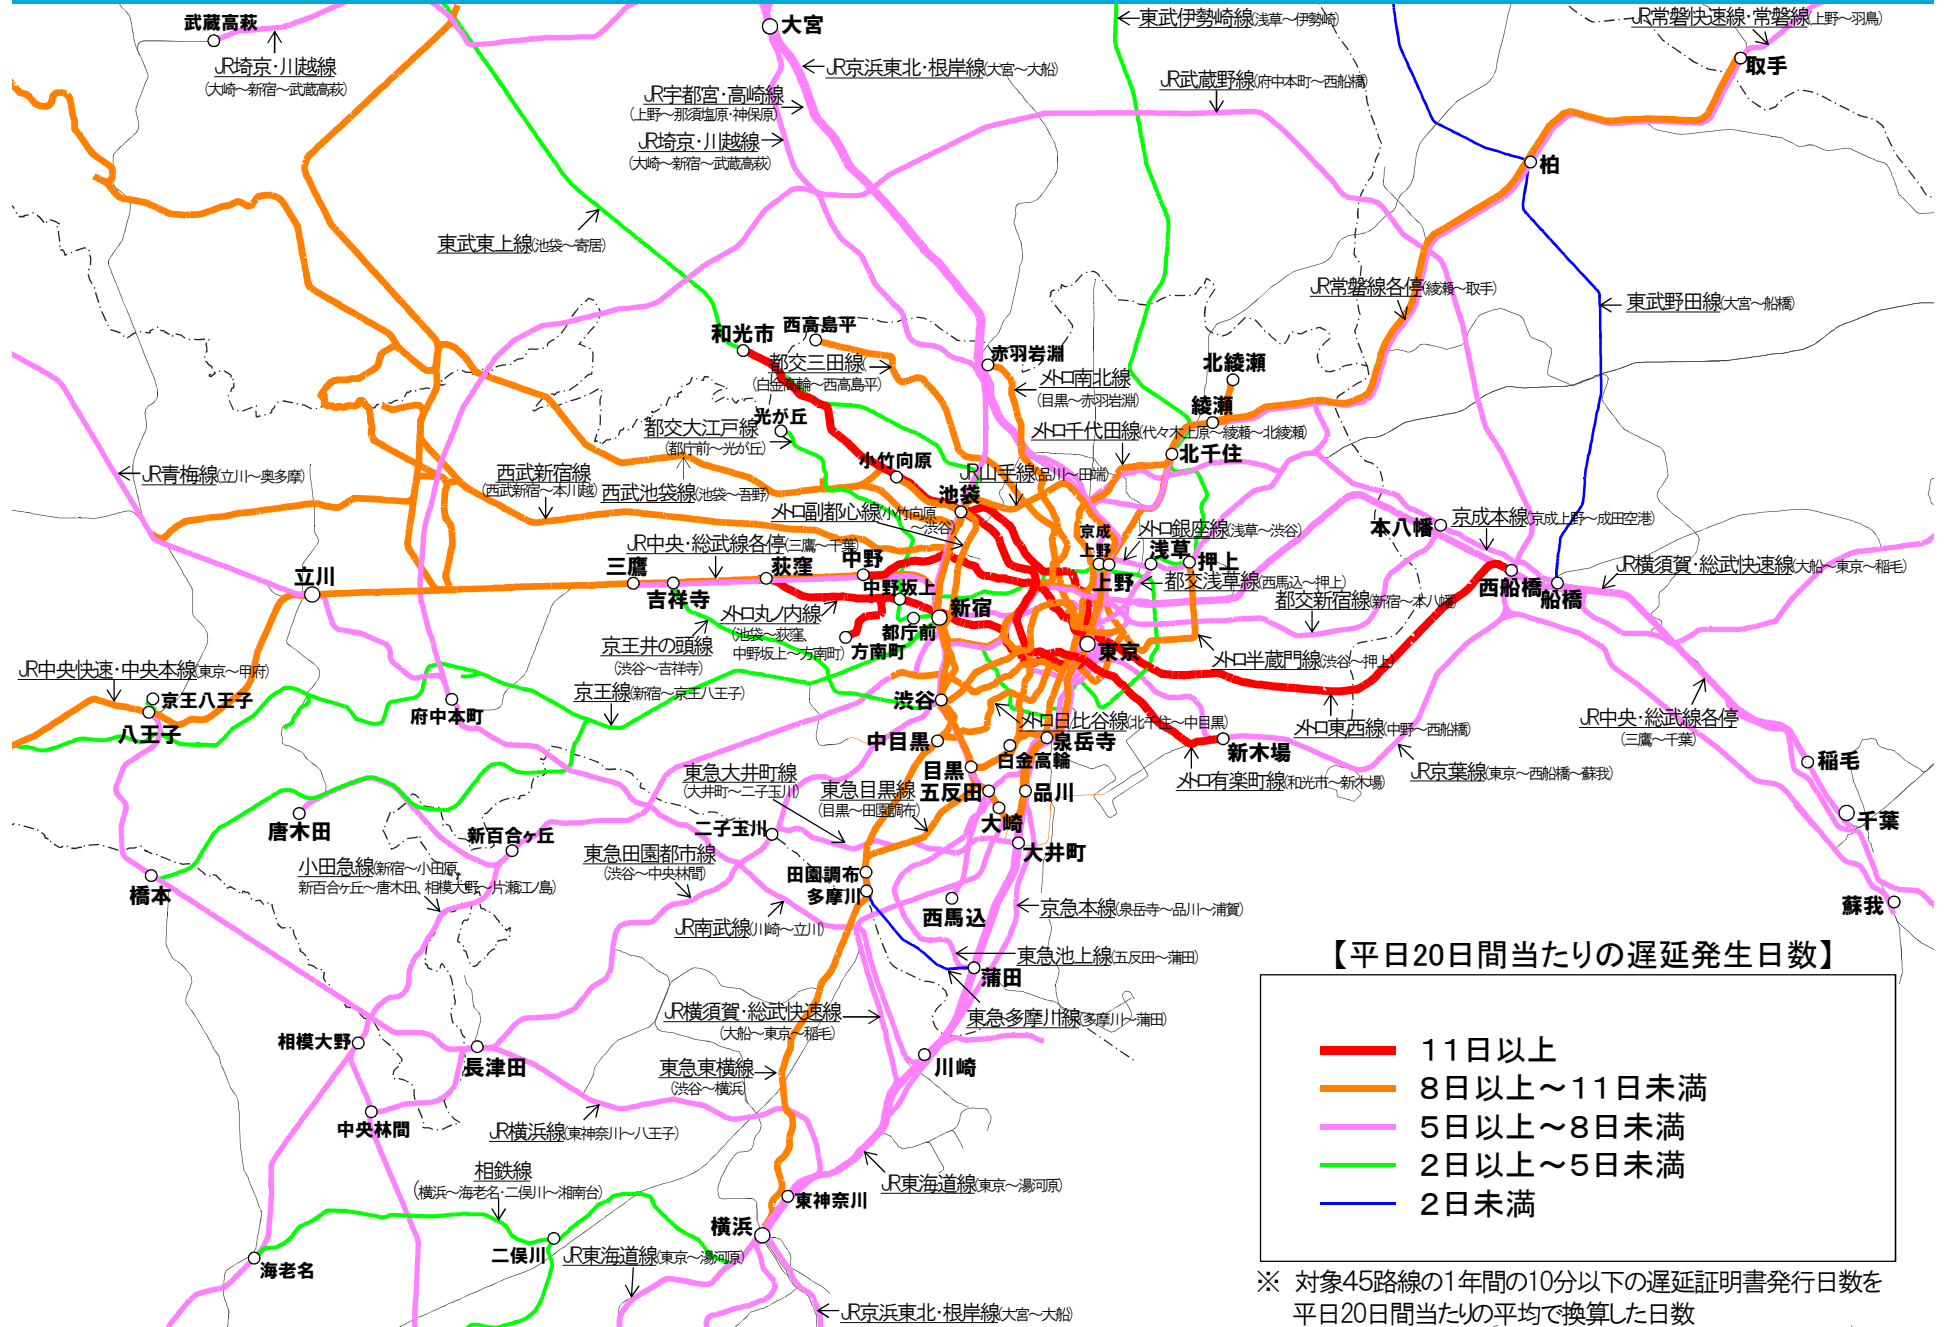 武蔵高萩
大宮
東武伊勢崎線(浅草～伊勢崎)
JR常磐快速線・常磐線(上野～羽鳥)
取手
JR埼京・川越線
(大崎～新宿～武蔵高萩)
JR京浜東北・根岸線(大宮～大船)
JR武蔵野線(府中本町～西船橋)
JR宇都宮・高崎線
(上野～那須塩原・神保原)
JR埼京・川越線
(大崎～新宿～武蔵高萩)
柏
東武東上線(池袋～寄居)
JR常磐線各停(綾瀬～取手)
東武野田線(大宮～船橋)
和光市
西高島平
赤羽岩淵
都交三田線(
(白金高輪～西高島平)
メトロ南北線
(目黒～赤羽岩淵)
北綾瀬
綾瀬
光が丘
都交大江戸線
(都庁前～光が丘)
メトロ千代田線(代々木上原～綾瀬～北綾瀬)
北千住
小竹向原
JR青梅線(立川～奥多摩)
西武新宿線
(西武新宿～本川越)
西武池袋線(池袋～吾野)
JR山手線(品川～田端)
池袋
メトロ副都心線(小竹向原
～渋谷)
京成
上野
メトロ銀座線(浅草～渋谷)
本八幡
京成本線(京成上野～成田空港)
JR中央・総武線各停(三鷹～千葉)
中野
浅草
押上
三鷹
荻窪
立川
吉祥寺
中野坂上
上野
都交浅草線(西馬込～押上)
西船橋
船橋
JR横須賀・総武快速線(大船～東京～稲毛)
メトロ丸ノ内線
(池袋～荻窪、
中野坂上～方南町)
新宿
都庁前
都交新宿線(新宿～本八幡)
京王井の頭線
(渋谷～吉祥寺)
方南町
東京
メトロ半蔵門線(渋谷～押上)
JR中央快速・中央本線(東京～甲府)
京王八王子
八王子
京王線(新宿～京王八王子)
府中本町
渋谷
メトロ日比谷線(北千住～中目黒)
メトロ東西線(中野～西船橋)
JR中央・総武線各停
(三鷹～千葉)
中目黒
泉岳寺
白金高輪
新木場
目黒
メトロ有楽町線(和光市～新木場)
JR京葉線(東京～西船橋～蘇我)
稲毛
東急大井町線
(大井町～二子玉川)
東急目黒線
(目黒～田園調布)
五反田
品川
大崎
千葉
唐木田
新百合ヶ丘
二子玉川
大井町
小田急線(新宿～小田原、
新百合ヶ丘～唐木田、相模大野～片瀬江ノ島)
東急田園都市線
(渋谷～中央林間)
田園調布
多摩川
橋本
西馬込
京急本線(泉岳寺～品川～浦賀)
蘇我
JR南武線(川崎～立川)
東急池上線(五反田～蒲田)
蒲田
【平日20日間当たりの遅延発生日数】
JR横須賀・総武快速線
(大船～東京～稲毛)
東急多摩川線(多摩川～蒲田)
相模大野
長津田
東急東横線
(渋谷～横浜)
川崎
11日以上
8日以上～11日未満
5日以上～8日未満
2日以上～5日未満
2日未満
中央林間
JR横浜線(東神奈川～八王子)
相鉄線
(横浜～海老名・二俣川～湘南台)
JR東海道線(東京～湯河原)
東神奈川
横浜
海老名
二俣川
JR東海道線(東京～湯河原)
JR京浜東北・根岸線(大宮～大船)
※ 対象45路線の1年間の10分以下の遅延証明書発行日数を
平日20日間当たりの平均で換算した日数